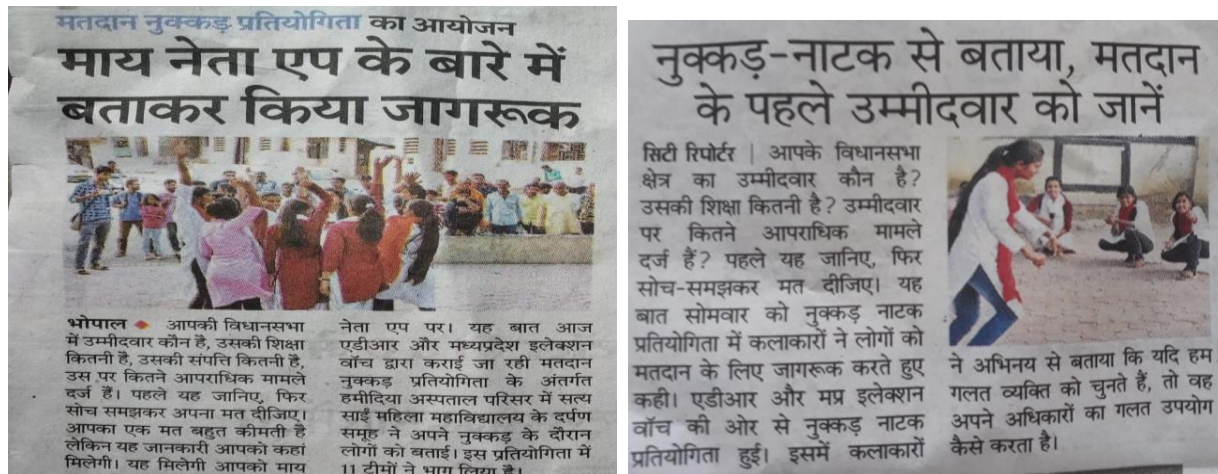 मतदान नुक्कड़ प्रतियोगिता का आयोजन
माय नेता एप के बारे में
बताकर किया जागरूक
भोपाल ◆ आपकी विधानसभा
में उम्मीदवार कौन है, उसकी शिक्षा
कितनी है, उसकी संपत्ति कितनी है,
उस पर कितने आपराधिक मामले
दर्ज हैं। पहले यह जानिए, फिर
सोच समझकर अपना मत दीजिए।
आपका एक मत बहुत कीमती है
लेकिन यह जानकारी आपको कहां
मिलेगी। यह मिलेगी आपको माय
नेता एप पर। यह बात आज
एडीआर और मध्यप्रदेश इलेक्शन
वॉच द्वारा कराई जा रही मतदान
नुक्कड़ प्रतियोगिता के अंतर्गत
हमीदिया अस्पताल परिसर में सत्य
साईं महिला महाविद्यालय के दर्पण
समूह ने अपने नुक्कड़ के दौरान
लोगों को बताई। इस प्रतियोगिता में
11 टीमों ने भाग लिया है।
नुक्कड़-नाटक से बताया, मतदान
के पहले उम्मीदवार को जानें
सिटी रिपोर्टर | आपके विधानसभा
क्षेत्र का उम्मीदवार कौन है?
उसकी शिक्षा कितनी है? उम्मीदवार
पर कितने आपराधिक मामले
दर्ज हैं? पहले यह जानिए, फिर
सोच-समझकर मत दीजिए। यह
बात सोमवार को नुक्कड़ नाटक
प्रतियोगिता में कलाकारों ने लोगों को
मतदान के लिए जागरूक करते हुए
कही। एडीआर और मप्र इलेक्शन
वॉच की ओर से नुक्कड़ नाटक
प्रतियोगिता हुई। इसमें कलाकारों
ने अभिनय से बताया कि यदि हम
गलत व्यक्ति को चुनते हैं, तो वह
अपने अधिकारों का गलत उपयोग
कैसे करता है।